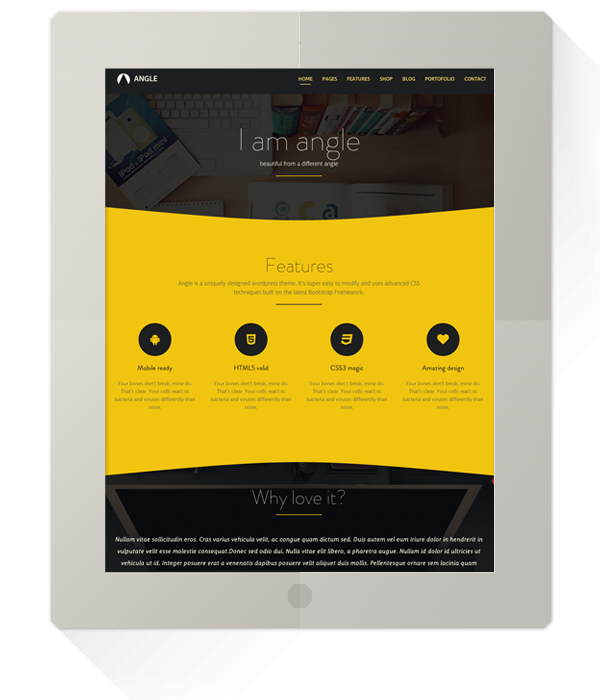 ANGLE
HOME PAGES FEATURES SHOP BLOG PORTOFOLIO CONTACT
I am angle
beautiful from a different angle
iPod · iPad mini
Features
Angle is a uniquely designed wordpress theme. It's super easy to modify and uses advanced CSS
techniques built on the latest Bootstrap Framework.
Mobile ready
Your bones don't break, mine do.
That's clear. Your cells react to
bacteria and viruses differently than
mine.
HTML5 valid
Your bones don't break, mine do.
That's clear. Your cells react to
bacteria and viruses differently than
mine.
CSS3 magic
Your bones don't break, mine do.
That's clear. Your cells react to
bacteria and viruses differently than
mine.
Amazing design
Your bones don't break, mine do.
That's clear. Your cells react to
bacteria and viruses differently than
mine.
Why love it?
Nullam vitae sollicitudin eros. Cras varius vehicula velit, ac congue quam dictum sed. Duis autem vel eum iriure dolor in hendrerit in
vulputate velit esse molestie consequat.Donec sed odio dui. Nulla vitae elit libero, a pharetra augue. Nullam id dolor id ultricies ut
vehicula ut id. Integer posuere erat a venenatis dapibus posuere velit aliquet duis mollis. Pellentesque ornare sem lacinia quam